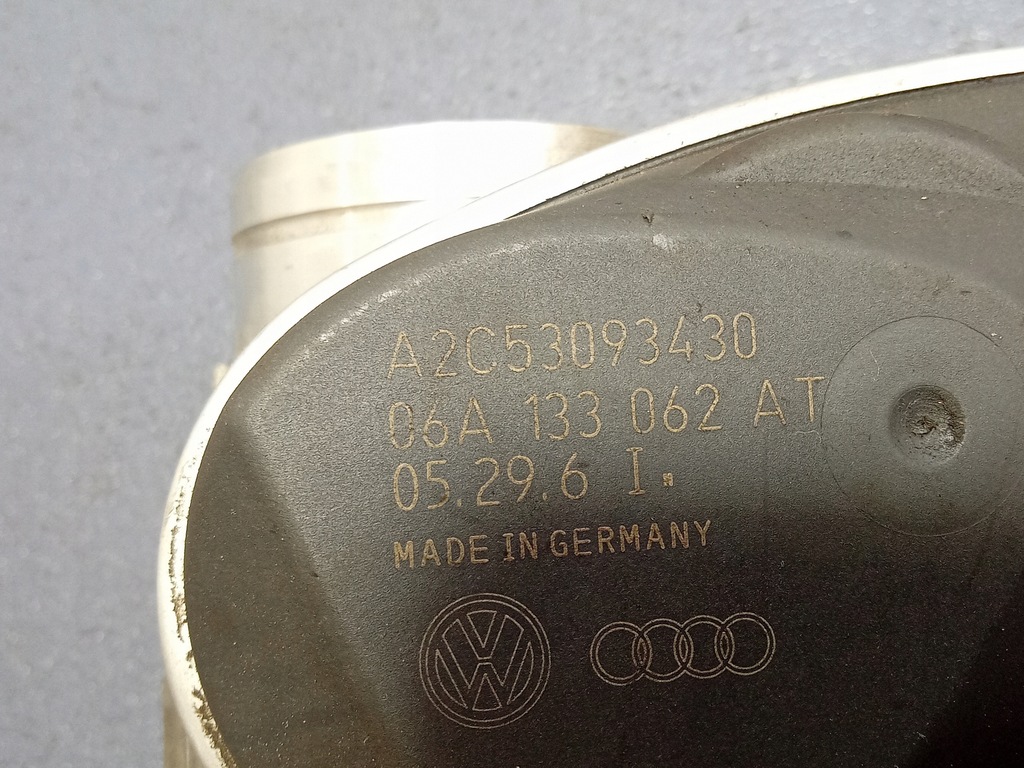 A2C53093430
06A 133 062 AT
05.29.6 I.
MADE IN GERMANY